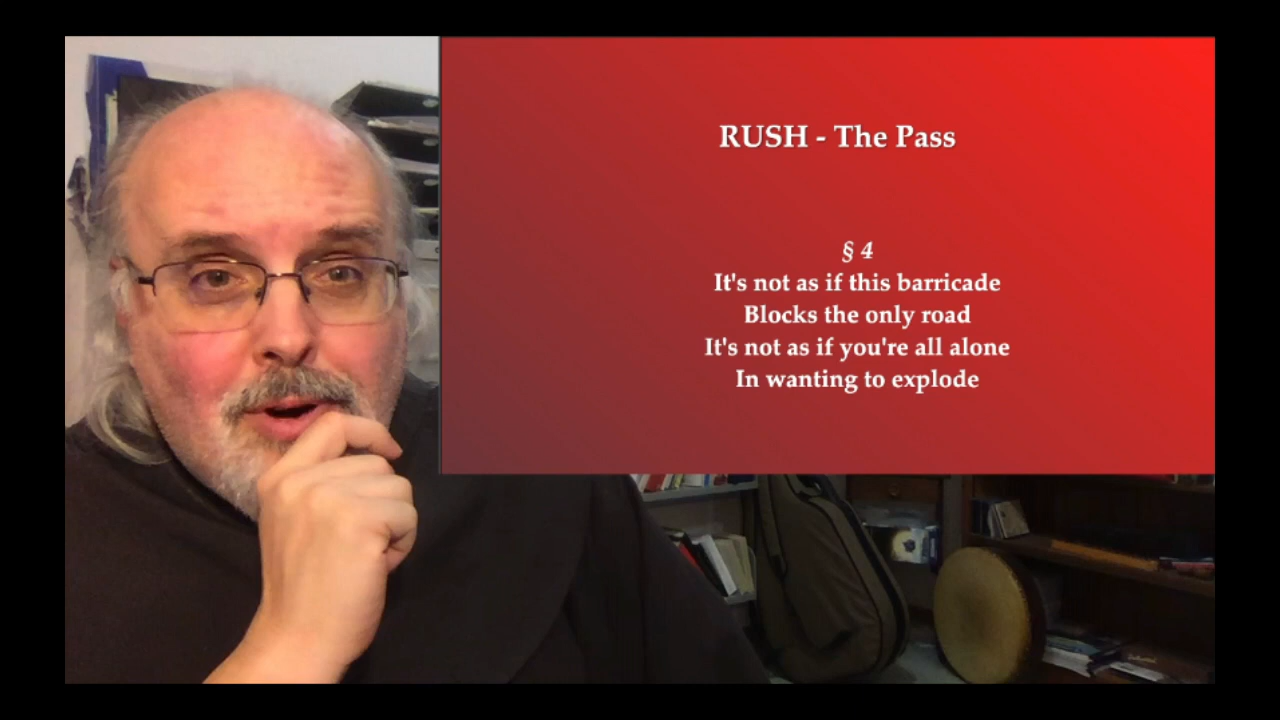 RUSH - The Pass
§ 4
It's not as if this barricade
Blocks the only road
It's not as if you're all alone
In wanting to explode